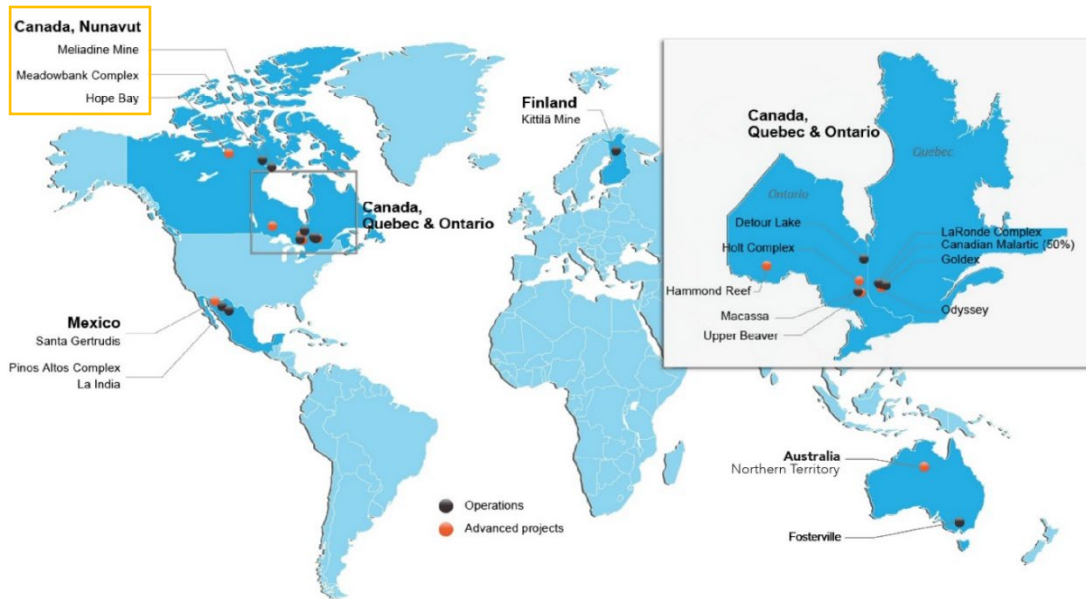 Canada, Nunavut
Meliadine Mine
Meadowbank Complex
Hope Bay
Finland
Kittilä Mine
Canada,
Quebec & Ontario
Mexico
Santa Gertrudis
Pinos Altos Complex
La India
Operations
Advanced projects
Canada,
Quebec & Ontario
Quebec
Ontario
Detour Lake
Holt Complex
Hammond Reef
Macassa
Upper Beaver
LaRonde Complex
Canadian Malartic (50%)
Goldex
Odyssey
Australia
Northern Territory
Fosterville